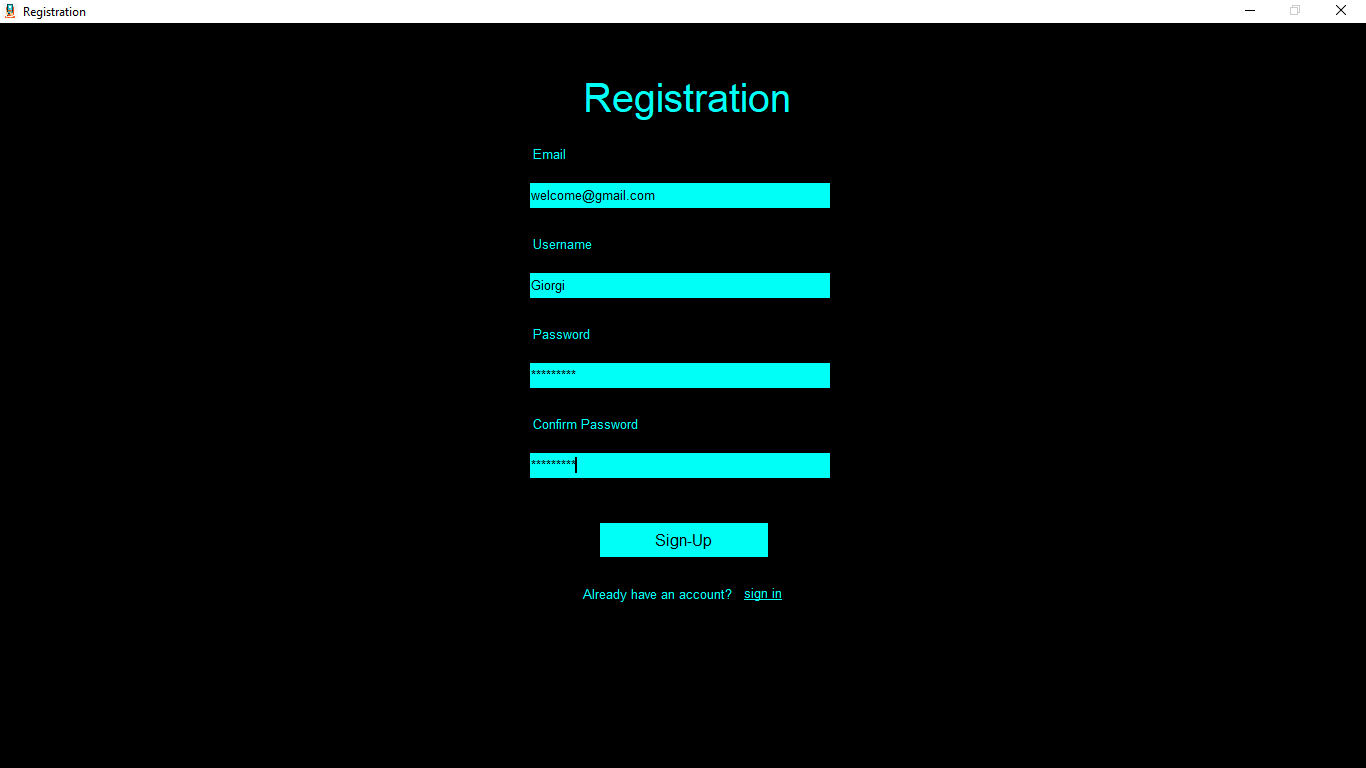 Registration
Registration
Email
welcome@gmail.com
Username
Giorgi
Password
*********
Confirm Password
*********
Sign-Up
Already have an account? sign in